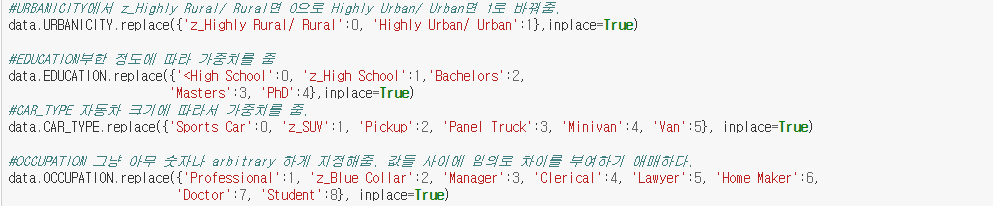 #URBANICITY에서 z_Highly Rural/ Rural면 0으로 Highly Urban/ Urban면 1로 바꿔줌.
data.URBANICITY.replace({'z_Highly Rural/ Rural':0, 'Highly Urban/ Urban':1},inplace=True)
#EDUCATION부한 정도에 따라 가중치를 줌
data.EDUCATION.replace({'<High School':0, 'z_High School':1,'Bachelors':2,
'Masters':3, 'PhD':4},inplace=True)
#CAR_TYPE 자동차 크기에 따라서 가중치를 줌.
data.CAR_TYPE.replace({'Sports Car':0, 'z_SUV':1, 'Pickup':2, 'Panel Truck':3, 'Minivan':4, 'Van':5}, inplace=True)
#OCCUPATION 그냥 아무 숫자나 arbitrary 하게 지정해줌. 값들 사이에 임의로 차이를 부여하기 애매하다.
data.OCCUPATION.replace({'Professional':1, 'z_Blue Collar':2, 'Manager':3, 'Clerical':4, 'Lawyer':5, 'Home Maker':6,
'Doctor':7, 'Student':8}, inplace=True)